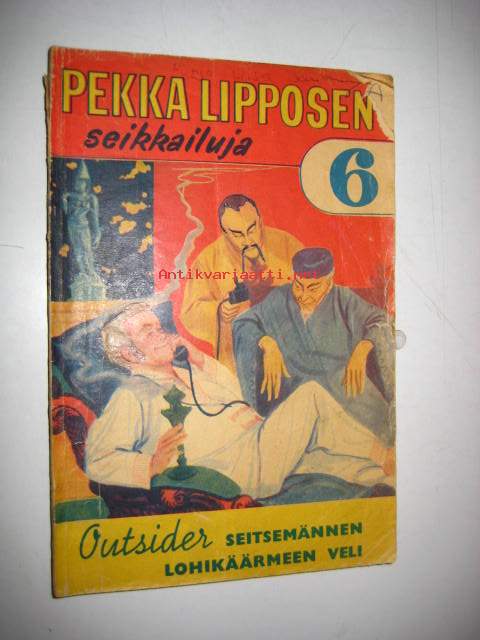 PEKKA LIPPOSEN
seikkailuja
6
Antikvariaatti.net
Outsider SEITSEMÄNNEN
LOHIKÄÄRMEEN VELI